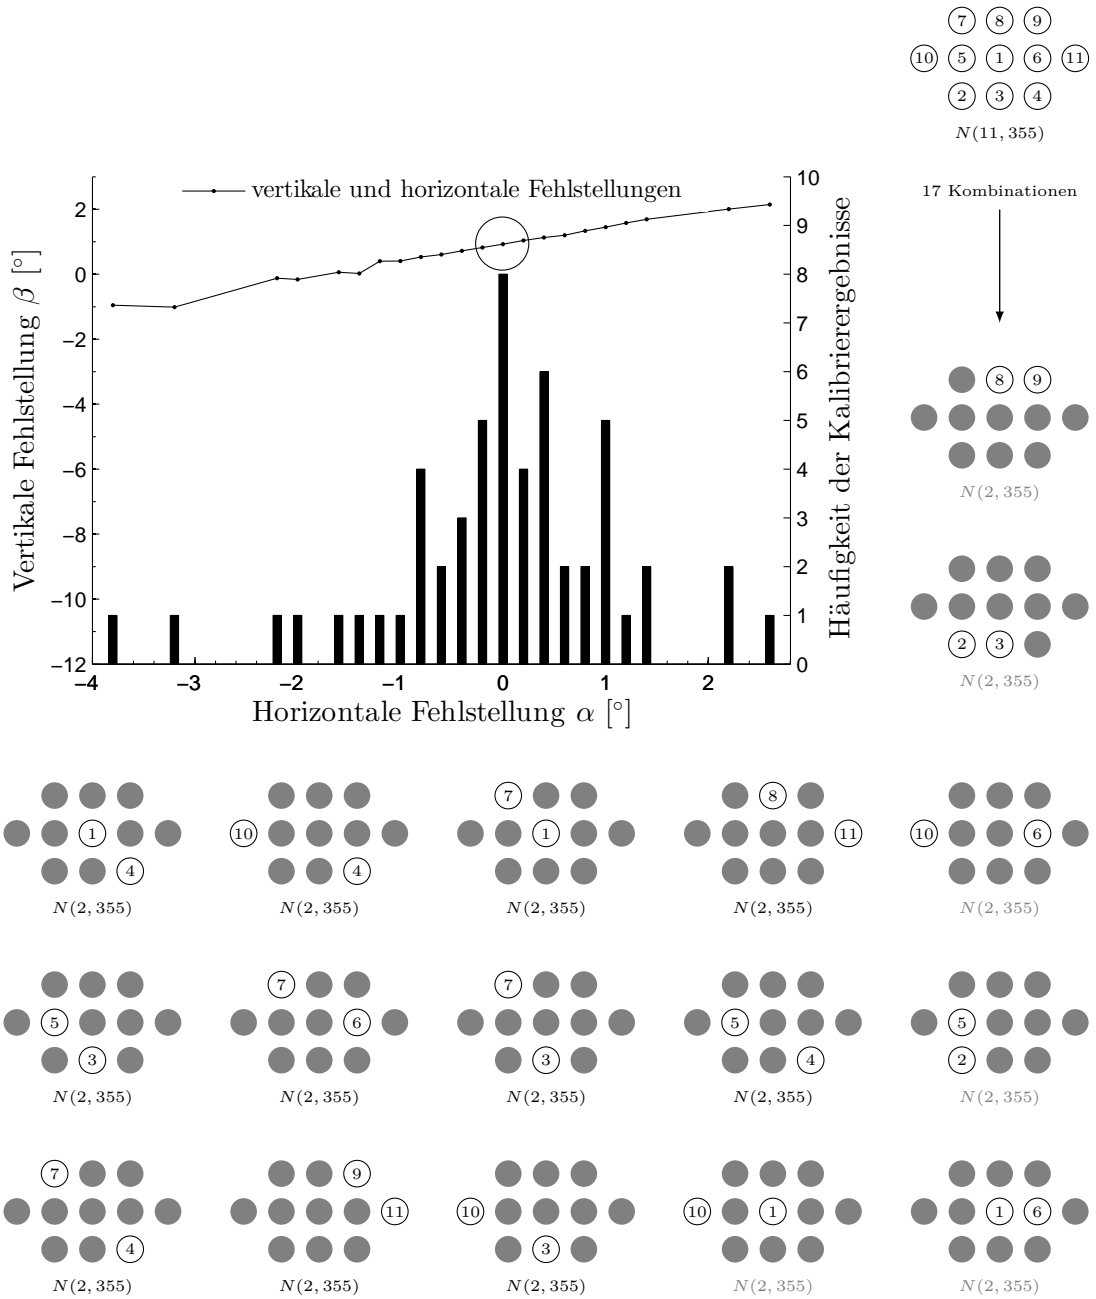 7 8 9
10 5 1 6 11
2 3 4
N(11, 355)
17 Kombinationen
vertikale und horizontale Fehlstellungen
Vertikale Fehlstellung β [°]
2
0
−2
−4
−6
−8
−10
−12
−4 −3 −2 −1 0 1 2
Horizontale Fehlstellung α [°]
10
9
8
7
6
5
4
3
2
1
0
Häufigkeit der Kalibrierergebnisse
8 9
N(2, 355)
2 3
N(2, 355)
1
4
N(2, 355)
10
4
N(2, 355)
7
1
N(2, 355)
8
11
N(2, 355)
10 6
N(2, 355)
5
3
N(2, 355)
7
6
N(2, 355)
7
3
N(2, 355)
5
4
N(2, 355)
5
2
N(2, 355)
7
4
N(2, 355)
9
11
N(2, 355)
10
3
N(2, 355)
10 1
N(2, 355)
1 6
N(2, 355)